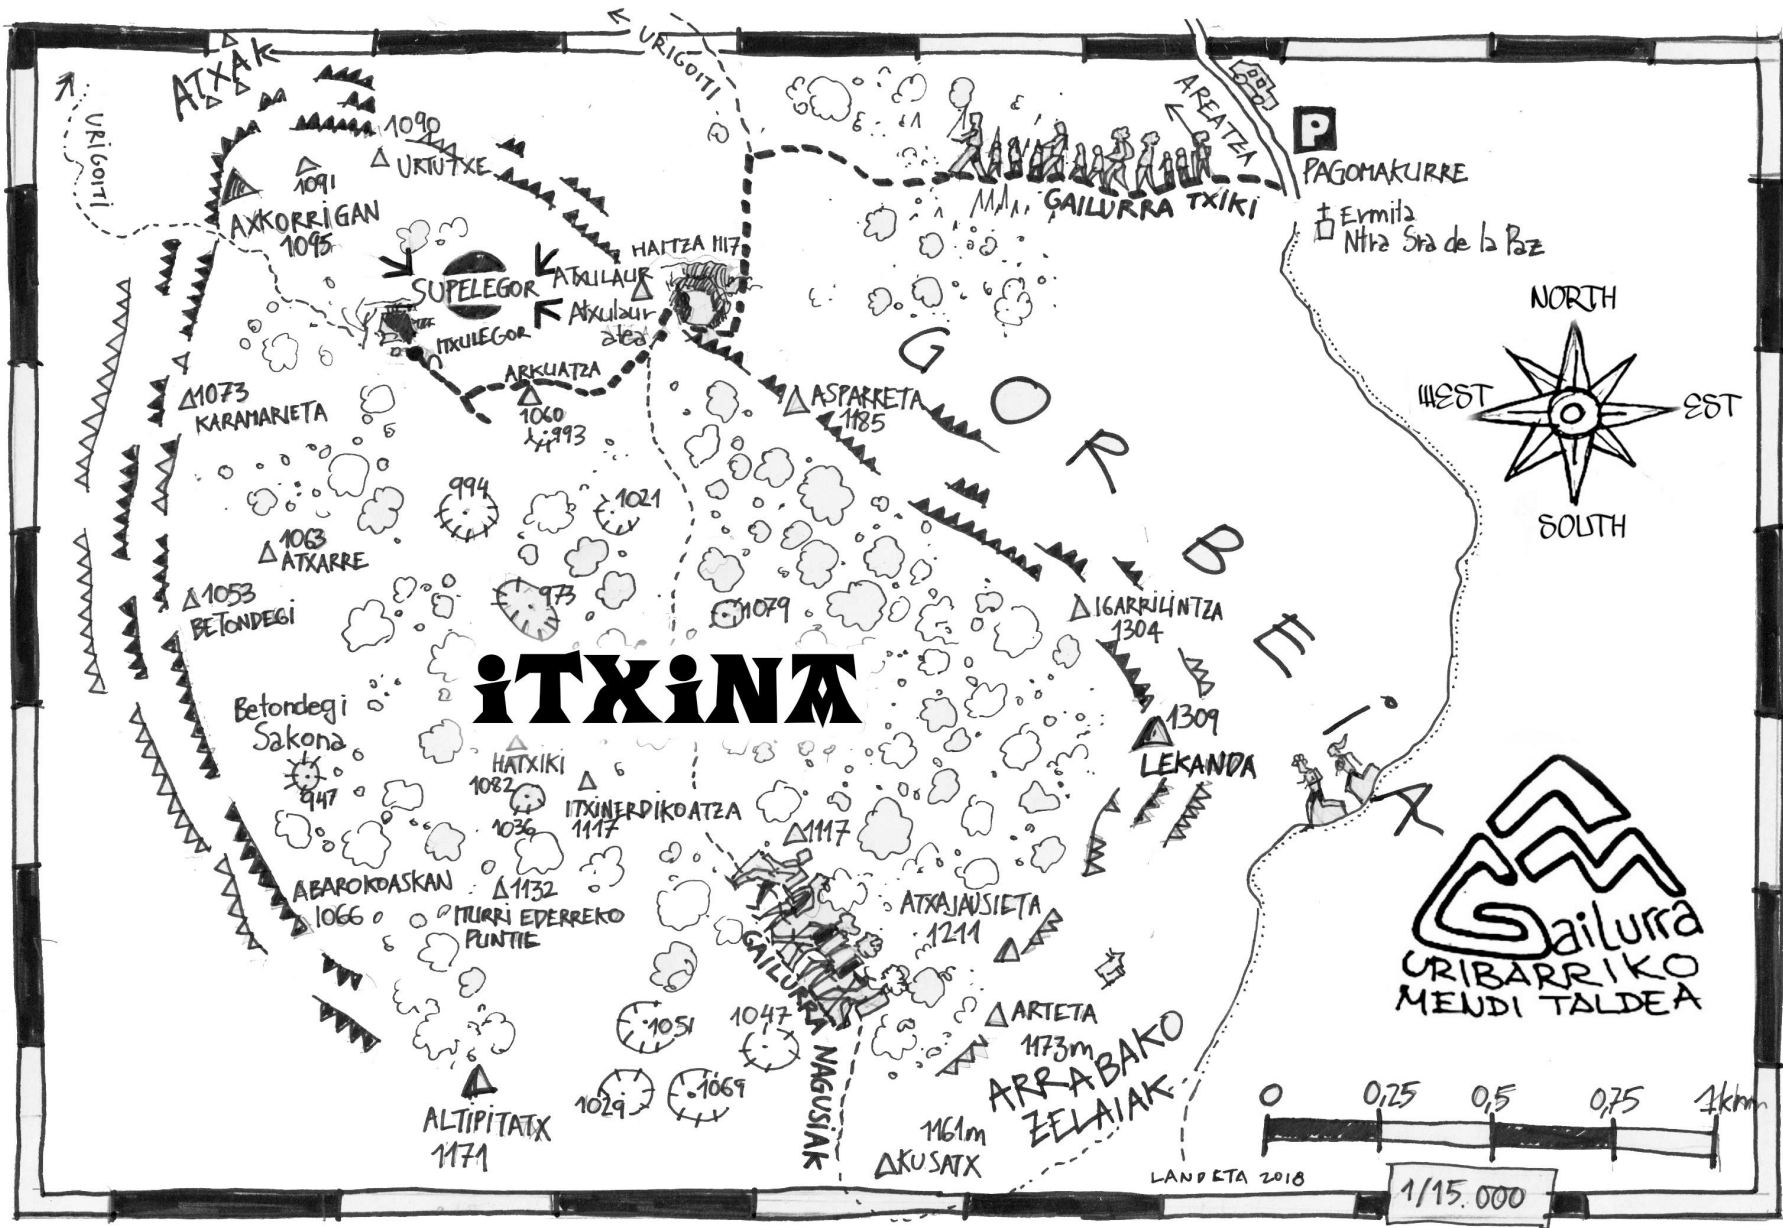 ATXAK
URIGOITI
URIGOITI
AREATZA
P
PAGOMAKURRE
1090
URTUTXE
1091
AXKORRIGAN
1095
GAILURRA TXIKI
Ermita
Ntra Sra de la Paz
HAITZA 1117
SUPELEGOR
ATXULAUR
Atxulaur
atea
ITXULEGOR
ARKUATZA
1060
993
NORTH
WEST
EST
SOUTH
1073
KARAMARIETA
ASPARRETA
1185
GORBEIA
994
1021
1063
ATXARRE
973
1079
1053
BETONDEGI
IGARRILINTZA
1304
iTXiNA
Betondegi
Sakona
947
1309
LEKANDA
HATXIKI
1082
1036
ITXINERDIKOATZA
1117
1117
ABAROKOASKAN
1066
1132
ITURRI EDERREKO
PUNTIE
ATXAJAUSIETA
1211
GAILURRA NAGUSIAK
Gailurra
URIBARRIKO
MENDI TALDEA
1051
1047
ARTETA
1173m
ARRABAKO
ZELAIAK
1029
1069
ALTIPITATX
1171
1161m
KUSATX
0 0,25 0,5 0,75 1km
LANDETA 2018
1/15.000